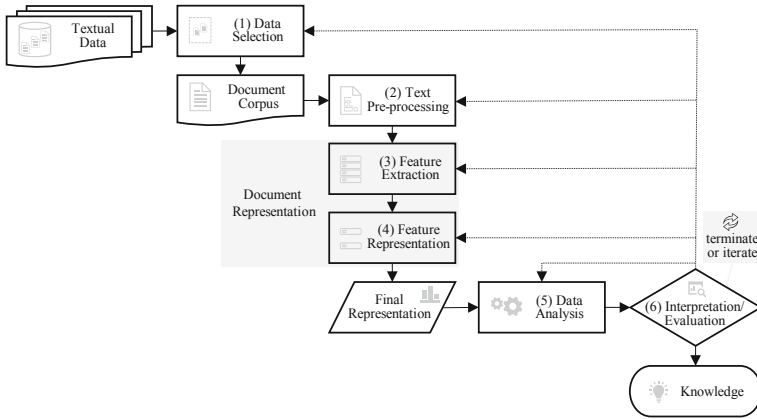 Textual
Data
(1) Data
Selection
Document
Corpus
(2) Text
Pre-processing
(3) Feature
Extraction
Document
Representation
(4) Feature
Representation
terminate
or iterate
Final
Representation
(5) Data
Analysis
(6) Interpretation/
Evaluation
Knowledge